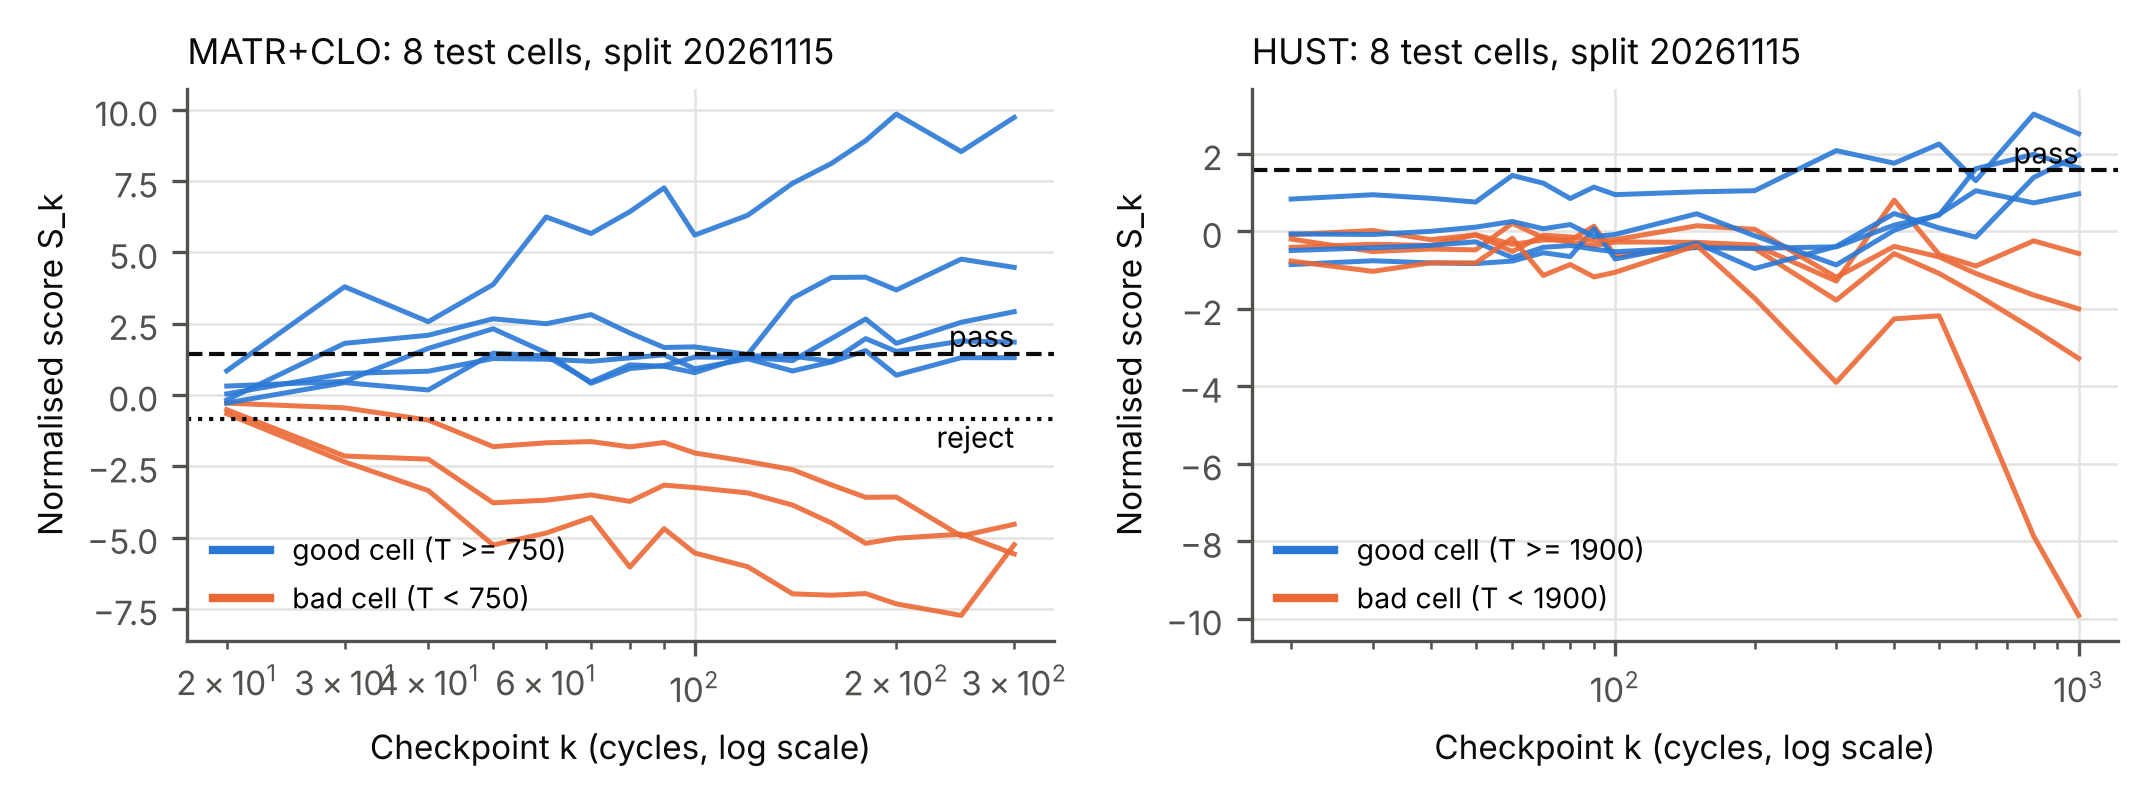 MATR+CLO: 8 test cells, split 20261115
Normalised score S_k
10.0
7.5
5.0
2.5
0.0
−2.5
−5.0
−7.5
pass
reject
good cell (T >= 750)
bad cell (T < 750)
2 × 10¹ 3 × 10¹ 4 × 10¹ 6 × 10¹ 10² 2 × 10² 3 × 10²
Checkpoint k (cycles, log scale)
HUST: 8 test cells, split 20261115
Normalised score S_k
2
0
−2
−4
−6
−8
−10
pass
good cell (T >= 1900)
bad cell (T < 1900)
10² 10³
Checkpoint k (cycles, log scale)